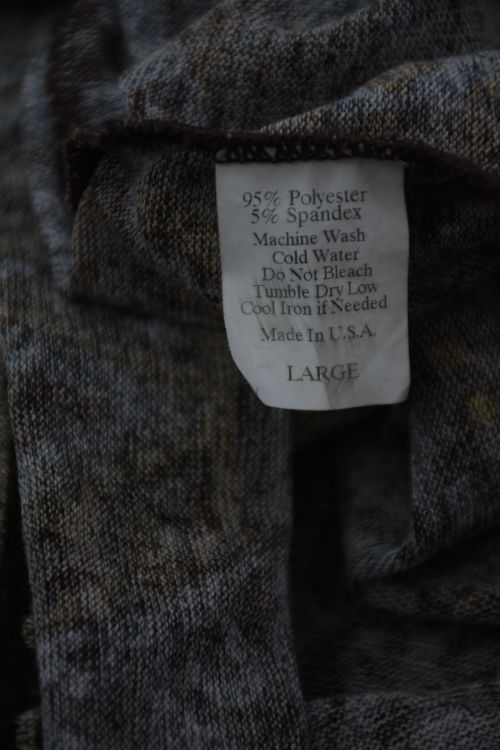 95% Polyester
5% Spandex
Machine Wash
Cold Water
Do Not Bleach
Tumble Dry Low
Cool Iron if Needed
Made In U.S.A.
LARGE